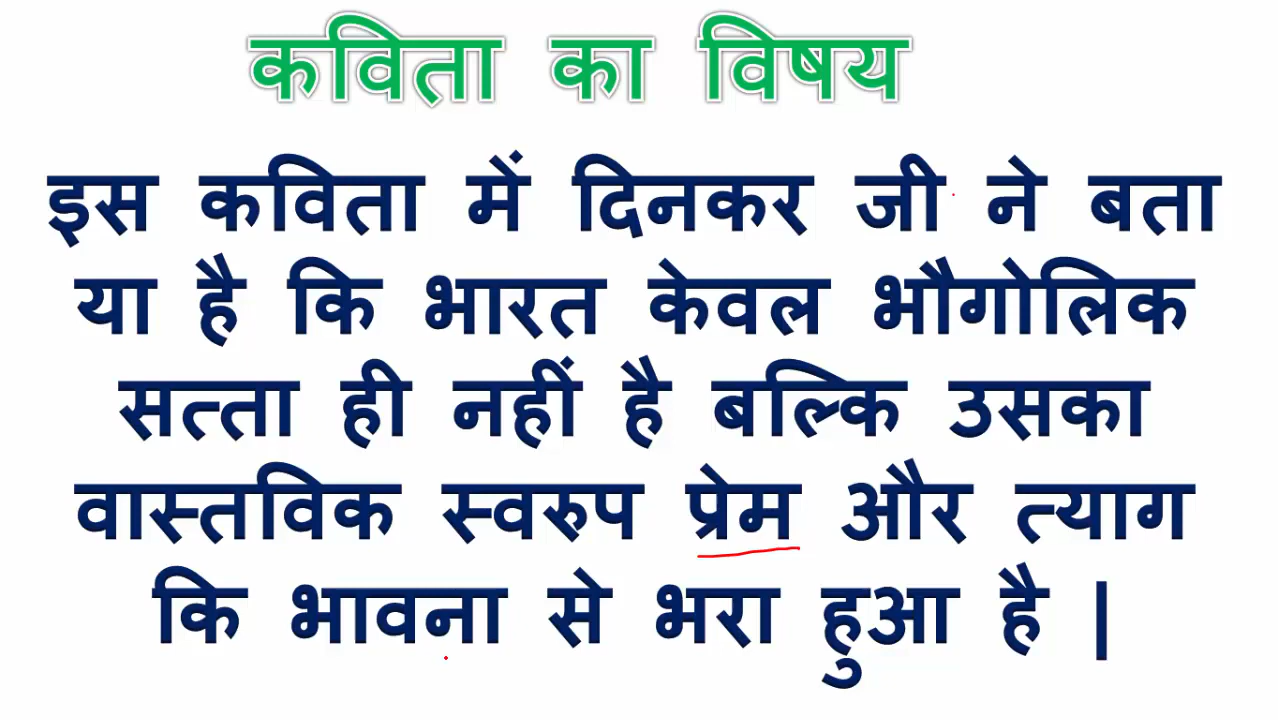 कविता का विषय
इस कविता में दिनकर जी ने बता
या है कि भारत केवल भौगोलिक
सत्ता ही नहीं है बल्कि उसका
वास्तविक स्वरुप प्रेम और त्याग
कि भावना से भरा हुआ है |